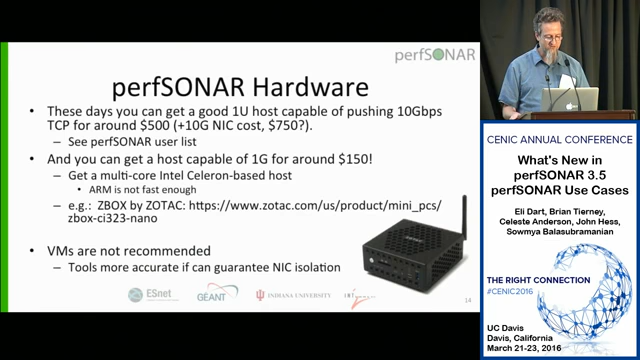 perfSONAR
perfSONAR Hardware
• These days you can get a good 1U host capable of pushing 10Gbps
TCP for around $500 (+10G NIC cost, $750?).
– See perfSONAR user list
• And you can get a host capable of 1G for around $150!
– Get a multi-core Intel Celeron-based host
• ARM is not fast enough
– e.g.: ZBOX by ZOTAC: https://www.zotac.com/us/product/mini_pcs/
zbox-ci323-nano
• VMs are not recommended
– Tools more accurate if can guarantee NIC isolation
ESnet
GÉANT
INDIANA UNIVERSITY
14
CENIC ANNUAL CONFERENCE
What's New in
perfSONAR 3.5
perfSONAR Use Cases
Eli Dart, Brian Tierney,
Celeste Anderson, John Hess,
Sowmya Balasubramanian
THE RIGHT CONNECTION
#CENIC2016
UC Davis
Davis, California
March 21-23, 2016